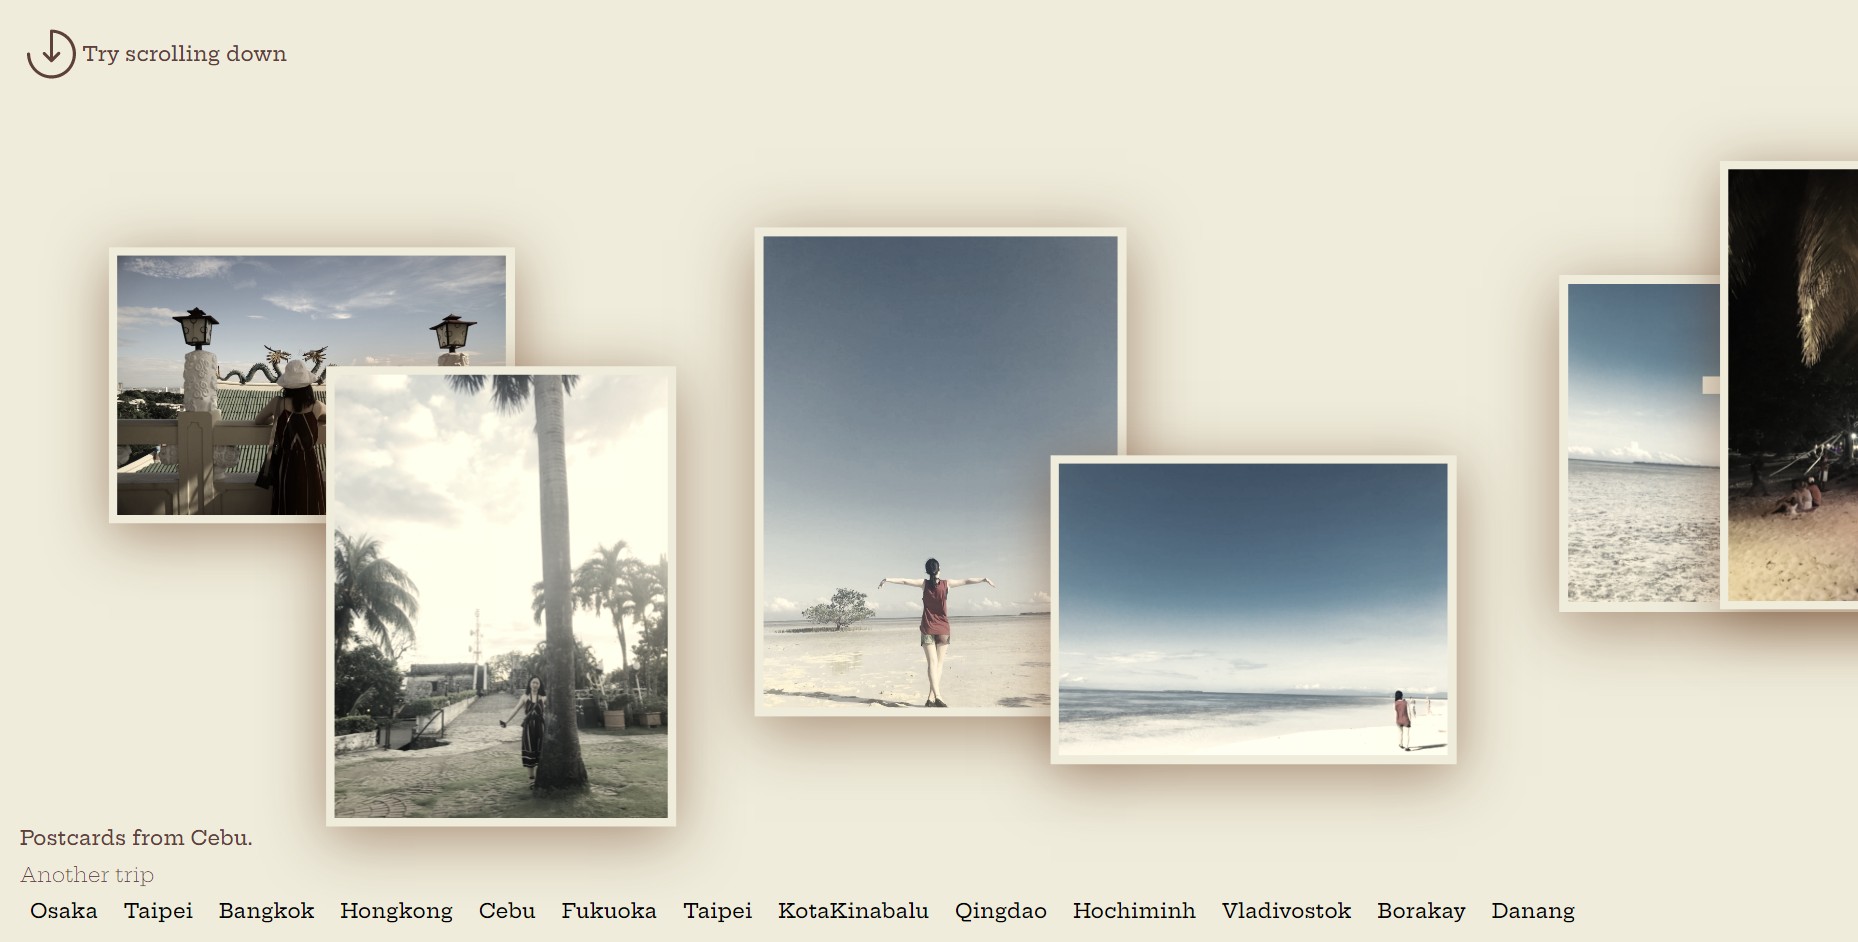 Try scrolling down
Postcards from Cebu.
Another trip
Osaka Taipei Bangkok Hongkong Cebu Fukuoka Taipei KotaKinabalu Qingdao Hochiminh Vladivostok Borakay Danang